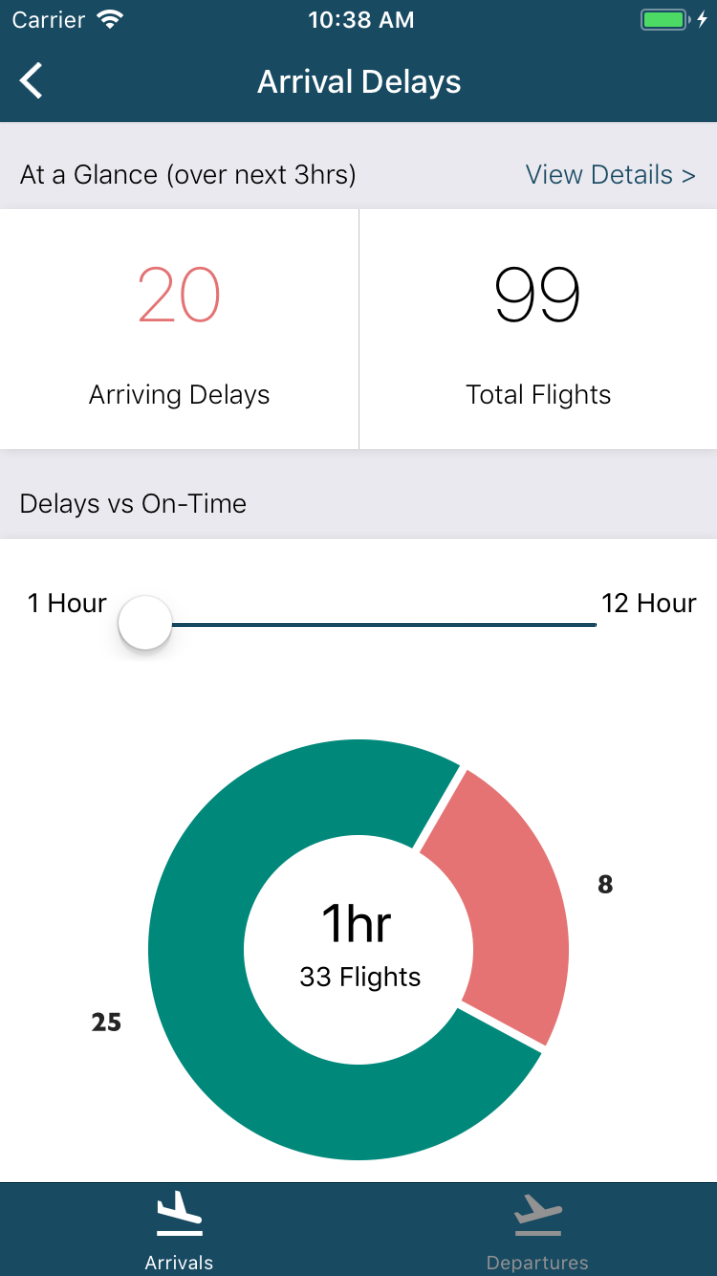 Carrier 10:38 AM
Arrival Delays
At a Glance (over next 3hrs) View Details >
20 99
Arriving Delays Total Flights
Delays vs On-Time
1 Hour 12 Hour
8
1hr
33 Flights
25
Arrivals Departures